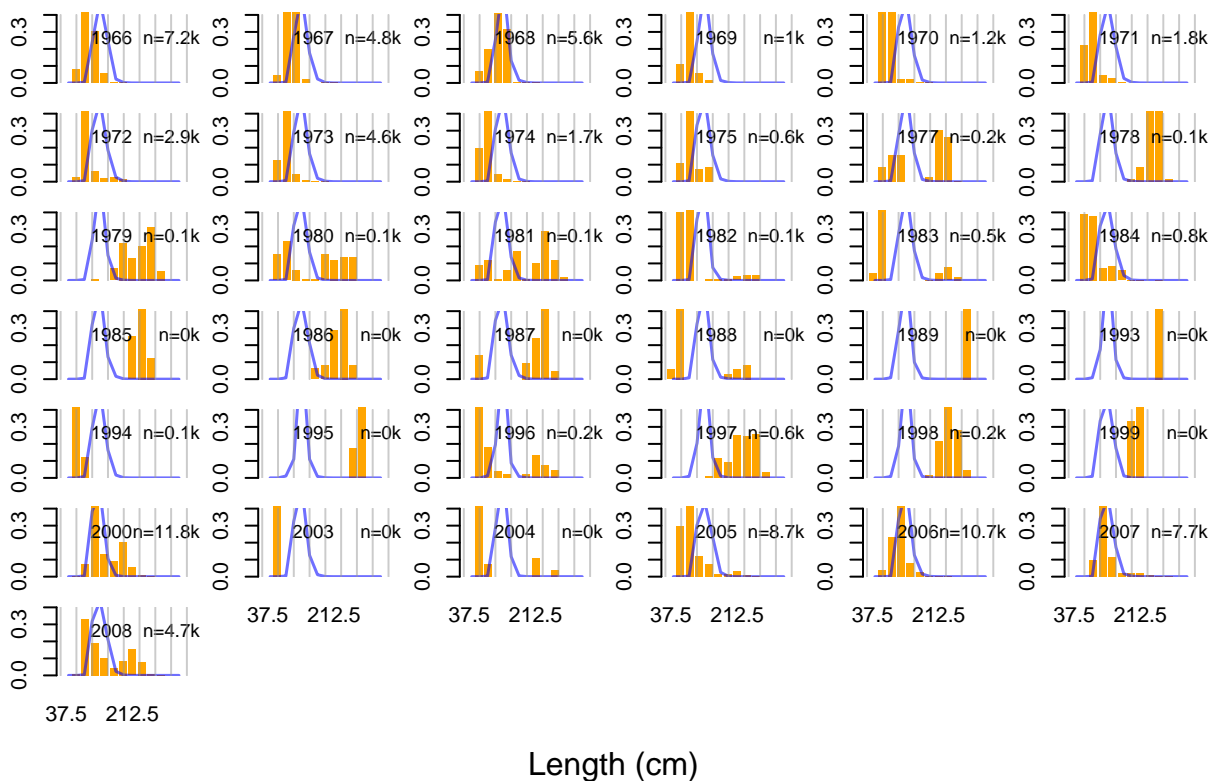 0.3 1966 n=7.2k 0.3 1967 n=4.8k 0.3 1968 n=5.6k 0.3 1969 n=1k 0.3 1970 n=1.2k 0.3 1971 n=1.8k
0.0 0.0 0.0 0.0 0.0 0.0
0.3 1972 n=2.9k 0.3 1973 n=4.6k 0.3 1974 n=1.7k 0.3 1975 n=0.6k 0.3 1977 n=0.2k 0.3 1978 n=0.1k
0.0 0.0 0.0 0.0 0.0 0.0
0.3 1979 n=0.1k 0.3 1980 n=0.1k 0.3 1981 n=0.1k 0.3 1982 n=0.1k 0.3 1983 n=0.5k 0.3 1984 n=0.8k
0.0 0.0 0.0 0.0 0.0 0.0
0.3 1985 n=0k 0.3 1986 n=0k 0.3 1987 n=0k 0.3 1988 n=0k 0.3 1989 n=0k 0.3 1993 n=0k
0.0 0.0 0.0 0.0 0.0 0.0
0.3 1994 n=0.1k 0.3 1995 n=0k 0.3 1996 n=0.2k 0.3 1997 n=0.6k 0.3 1998 n=0.2k 0.3 1999 n=0k
0.0 0.0 0.0 0.0 0.0 0.0
0.3 2000 n=11.8k 0.3 2003 n=0k 0.3 2004 n=0k 0.3 2005 n=8.7k 0.3 2006 n=10.7k 0.3 2007 n=7.7k
0.0 0.0 0.0 0.0 0.0 0.0
0.3 2008 n=4.7k 37.5 212.5 37.5 212.5 37.5 212.5 37.5 212.5 37.5 212.5
0.0
37.5 212.5
Length (cm)